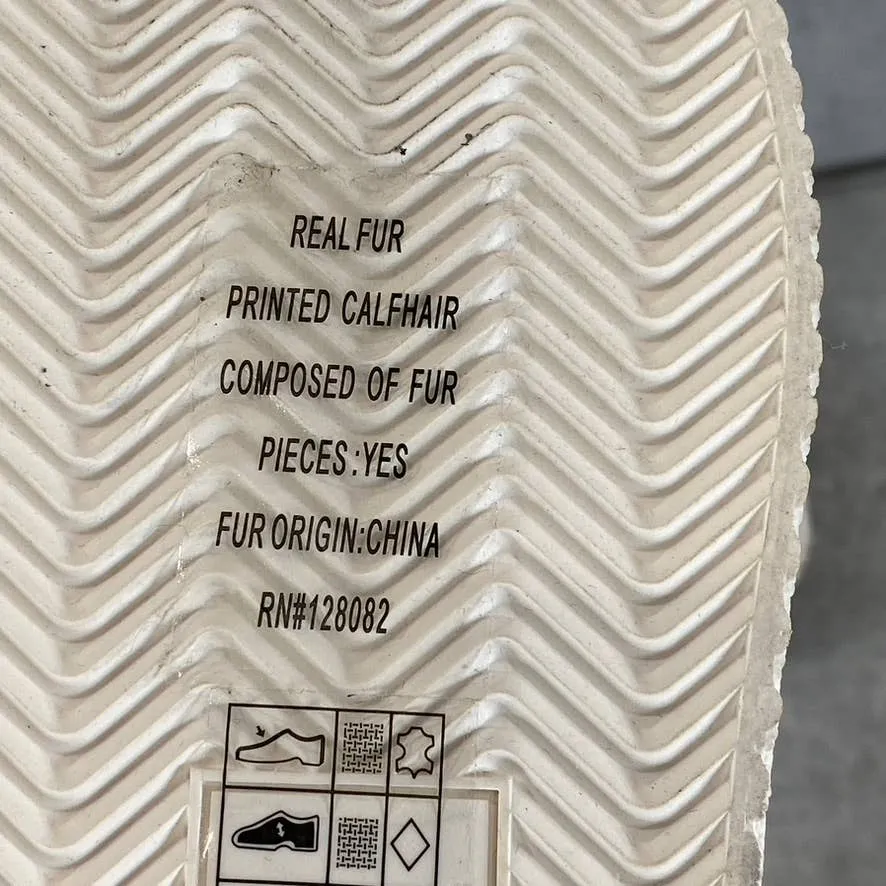 REAL FUR
PRINTED CALFHAIR
COMPOSED OF FUR
PIECES:YES
FUR ORIGIN:CHINA
RN#128082